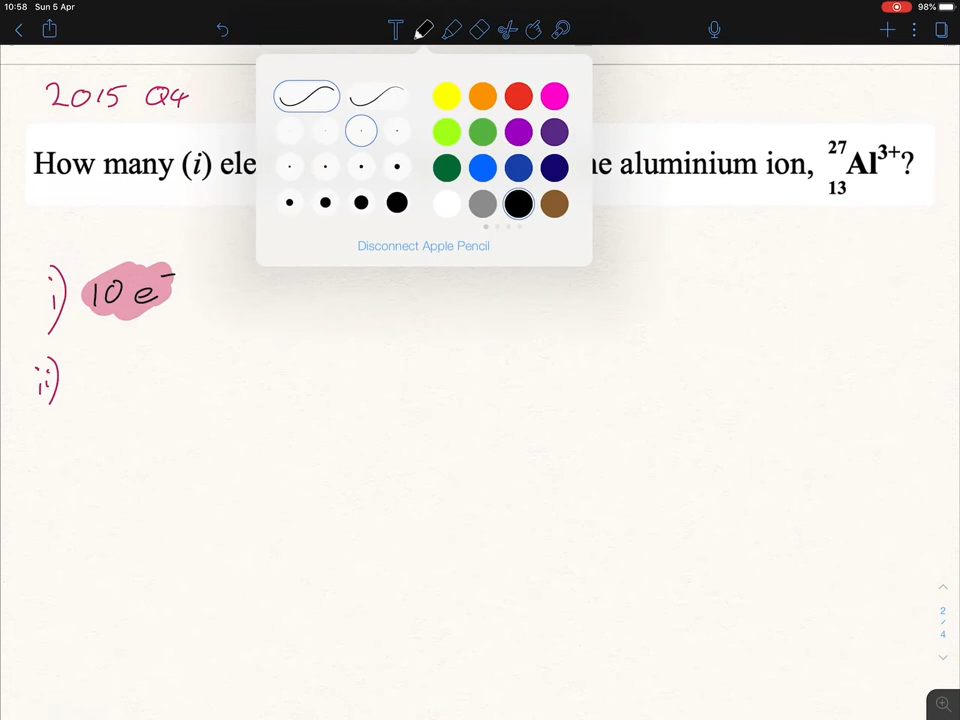 10:58 Sun 5 Apr
98%
T
2015 Q4
How many (i) ele
he aluminium ion, ²⁷₁₃Al³⁺?
Disconnect Apple Pencil
i) 10 e⁻
ii)
2
4